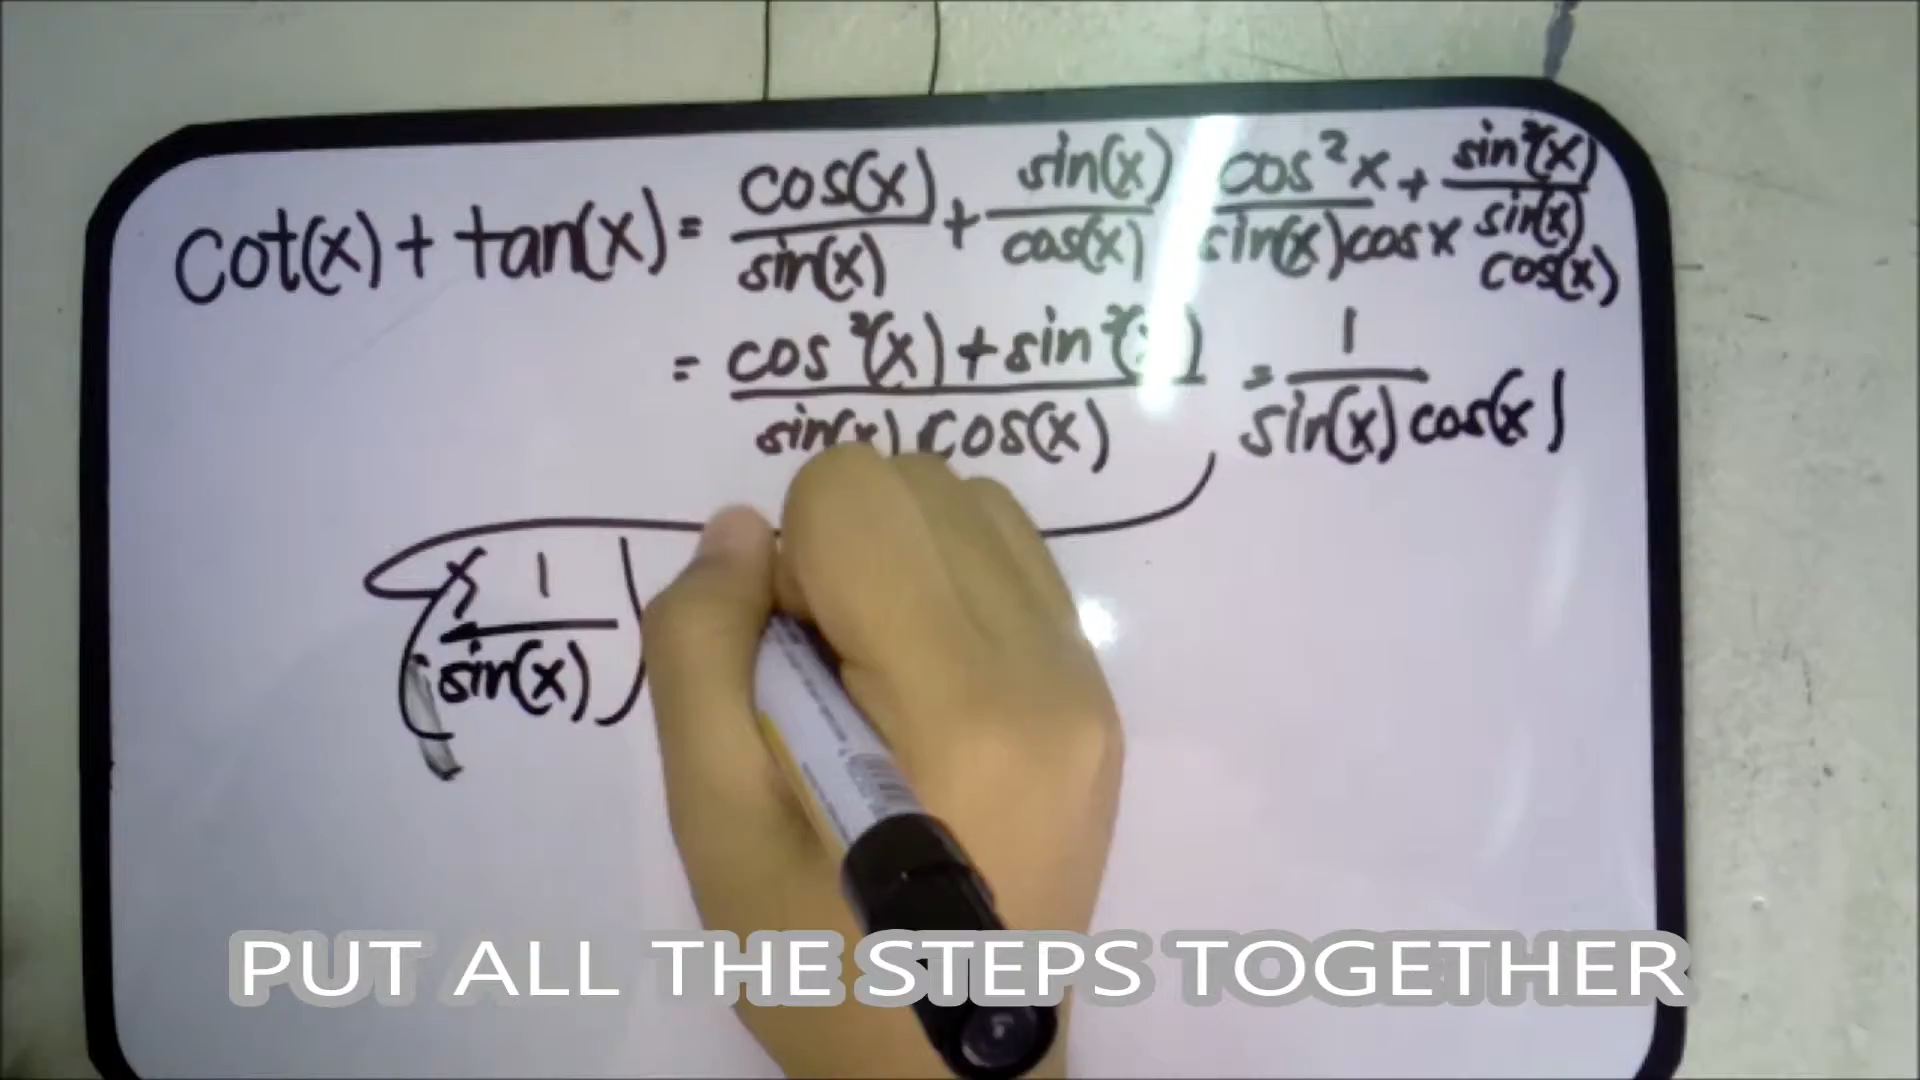 cot(x) + tan(x) = cos(x)/sin(x) + sin(x)/cos(x) cos²x/sin(x)cosx + sin²(x)/sin(x)cos(x)
= cos²(x) + sin²(x)/sin(x)cos(x) = 1/sin(x)cos(x)
(1/sin(x))
PUT ALL THE STEPS TOGETHER